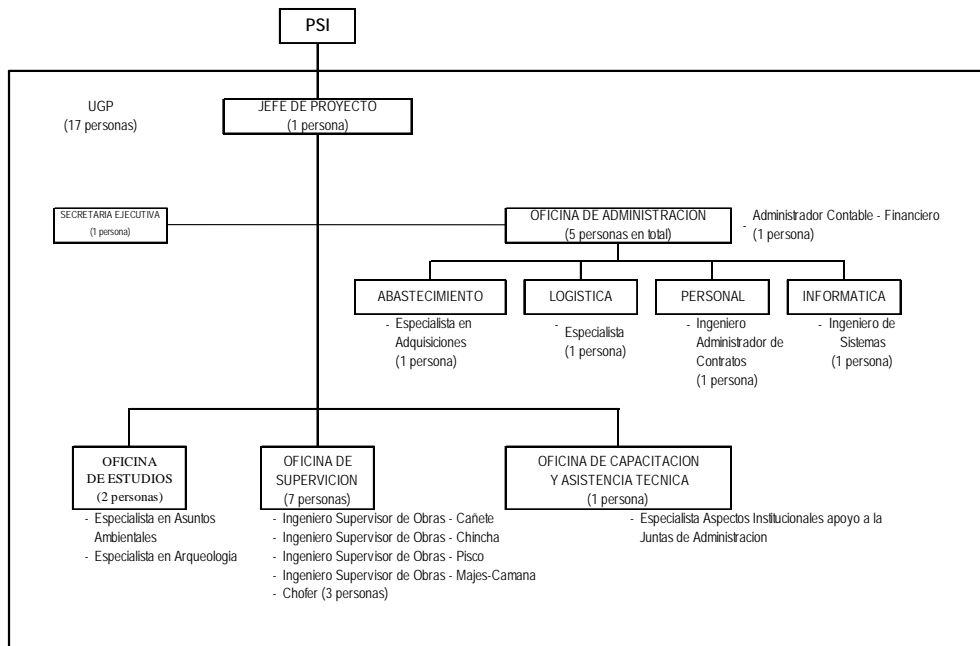 PSI
UGP
(17 personas)
JEFE DE PROYECTO
(1 persona)
SECRETARIA EJECUTIVA
(1 persona)
OFICINA DE ADMINISTRACION
(5 personas en total)
- Administrador Contable - Financiero
(1 persona)
ABASTECIMIENTO
- Especialista en
Adquisiciones
(1 persona)
LOGISTICA
- Especialista
(1 persona)
PERSONAL
- Ingeniero
Administrador de
Contratos
(1 persona)
INFORMATICA
- Ingeniero de
Sistemas
(1 persona)
OFICINA
DE ESTUDIOS
(2 personas)
- Especialista en Asuntos
Ambientales
- Especialista en Arqueologia
OFICINA DE
SUPERVICION
(7 personas)
- Ingeniero Supervisor de Obras - Cañete
- Ingeniero Supervisor de Obras - Chincha
- Ingeniero Supervisor de Obras - Pisco
- Ingeniero Supervisor de Obras - Majes-Camana
- Chofer (3 personas)
OFICINA DE CAPACITACION
Y ASISTENCIA TECNICA
(1 persona)
- Especialista Aspectos Institucionales apoyo a la
Juntas de Administracion